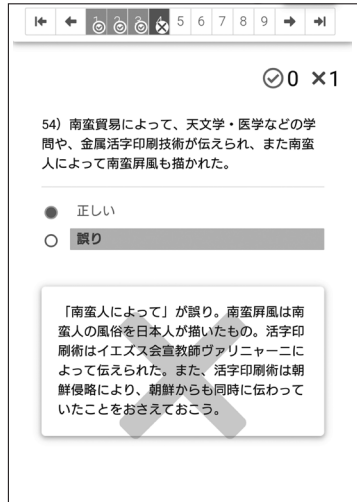 1 2 3 4 5 6 7 8 9
0 ×1
54）南蛮貿易によって、天文学・医学などの学
問や、金属活字印刷技術が伝えられ、また南蛮
人によって南蛮屏風も描かれた。
正しい
誤り
「南蛮人によって」が誤り。南蛮屏風は南
蛮人の風俗を日本人が描いたもの。活字印
刷術はイエズス会宣教師ヴァリニャーニに
よって伝えられた。また、活字印刷術は朝
鮮侵略により、朝鮮からも同時に伝わって
いたことをおさえておこう。